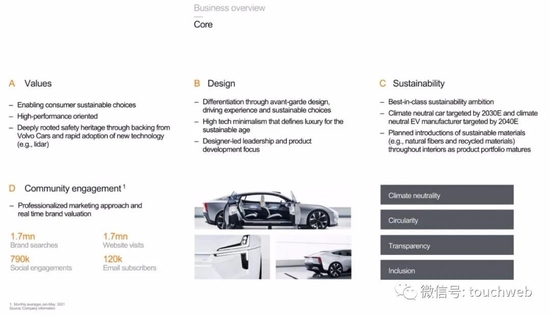 Business overview
Core
A Values
– Enabling consumer sustainable choices
– High-performance oriented
– Deeply rooted safety heritage through backing from
Volvo Cars and rapid adoption of new technology
(e.g., lidar)
B Design
– Differentiation through avant-garde design,
driving experience and sustainable choices
– High tech minimalism that defines luxury for the
sustainable age
– Designer-led leadership and product
development focus
C Sustainability
– Best-in-class sustainability ambition
– Climate neutral car targeted by 2030E and climate
neutral EV manufacturer targeted by 2040E
– Planned introductions of sustainable materials
(e.g., natural fibers and recycled materials)
throughout interiors as product portfolio matures
D Community engagement 1
– Professionalized marketing approach and
real time brand valuation
1.7mn
Brand searches
1.7mn
Website visits
790k
Social engagements
120k
Email subscribers
Climate neutrality
Circularity
Transparency
Inclusion
1. Monthly averages Jan-May, 2021
Source: Company information
微信号: touchweb